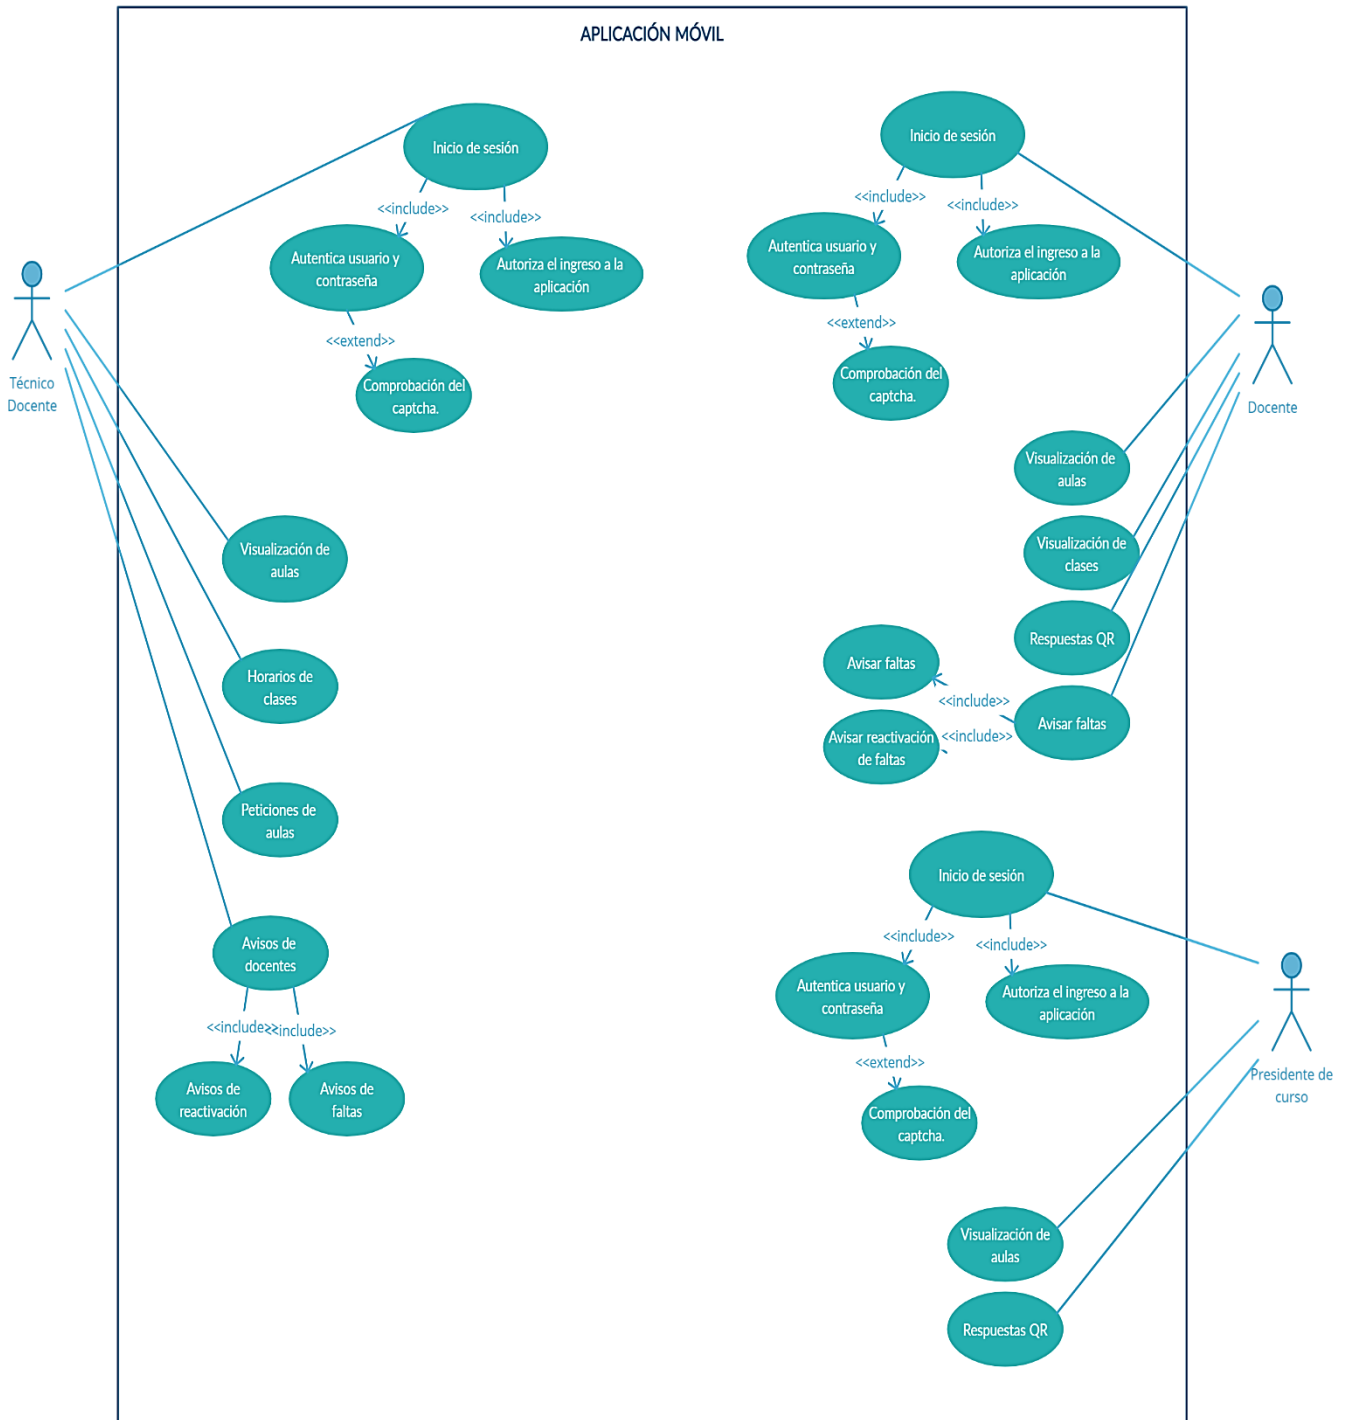 APLICACIÓN MÓVIL
Inicio de sesión
<<include>>
<<include>>
Autentica usuario y
contraseña
Autoriza el ingreso a la
aplicación
<<extend>>
Comprobación del
captcha.
Técnico
Docente
Visualización de
aulas
Horarios de
clases
Peticiones de
aulas
Avisos de
docentes
<<include>>
<<include>>
Avisos de
reactivación
Avisos de
faltas
Inicio de sesión
<<include>>
<<include>>
Autentica usuario y
contraseña
Autoriza el ingreso a la
aplicación
<<extend>>
Comprobación del
captcha.
Docente
Visualización de
aulas
Visualización de
clases
Respuestas QR
Avisar faltas
<<include>>
Avisar faltas
<<include>>
Avisar reactivación
de faltas
Inicio de sesión
<<include>>
<<include>>
Autentica usuario y
contraseña
Autoriza el ingreso a la
aplicación
<<extend>>
Comprobación del
captcha.
Presidente de
curso
Visualización de
aulas
Respuestas QR